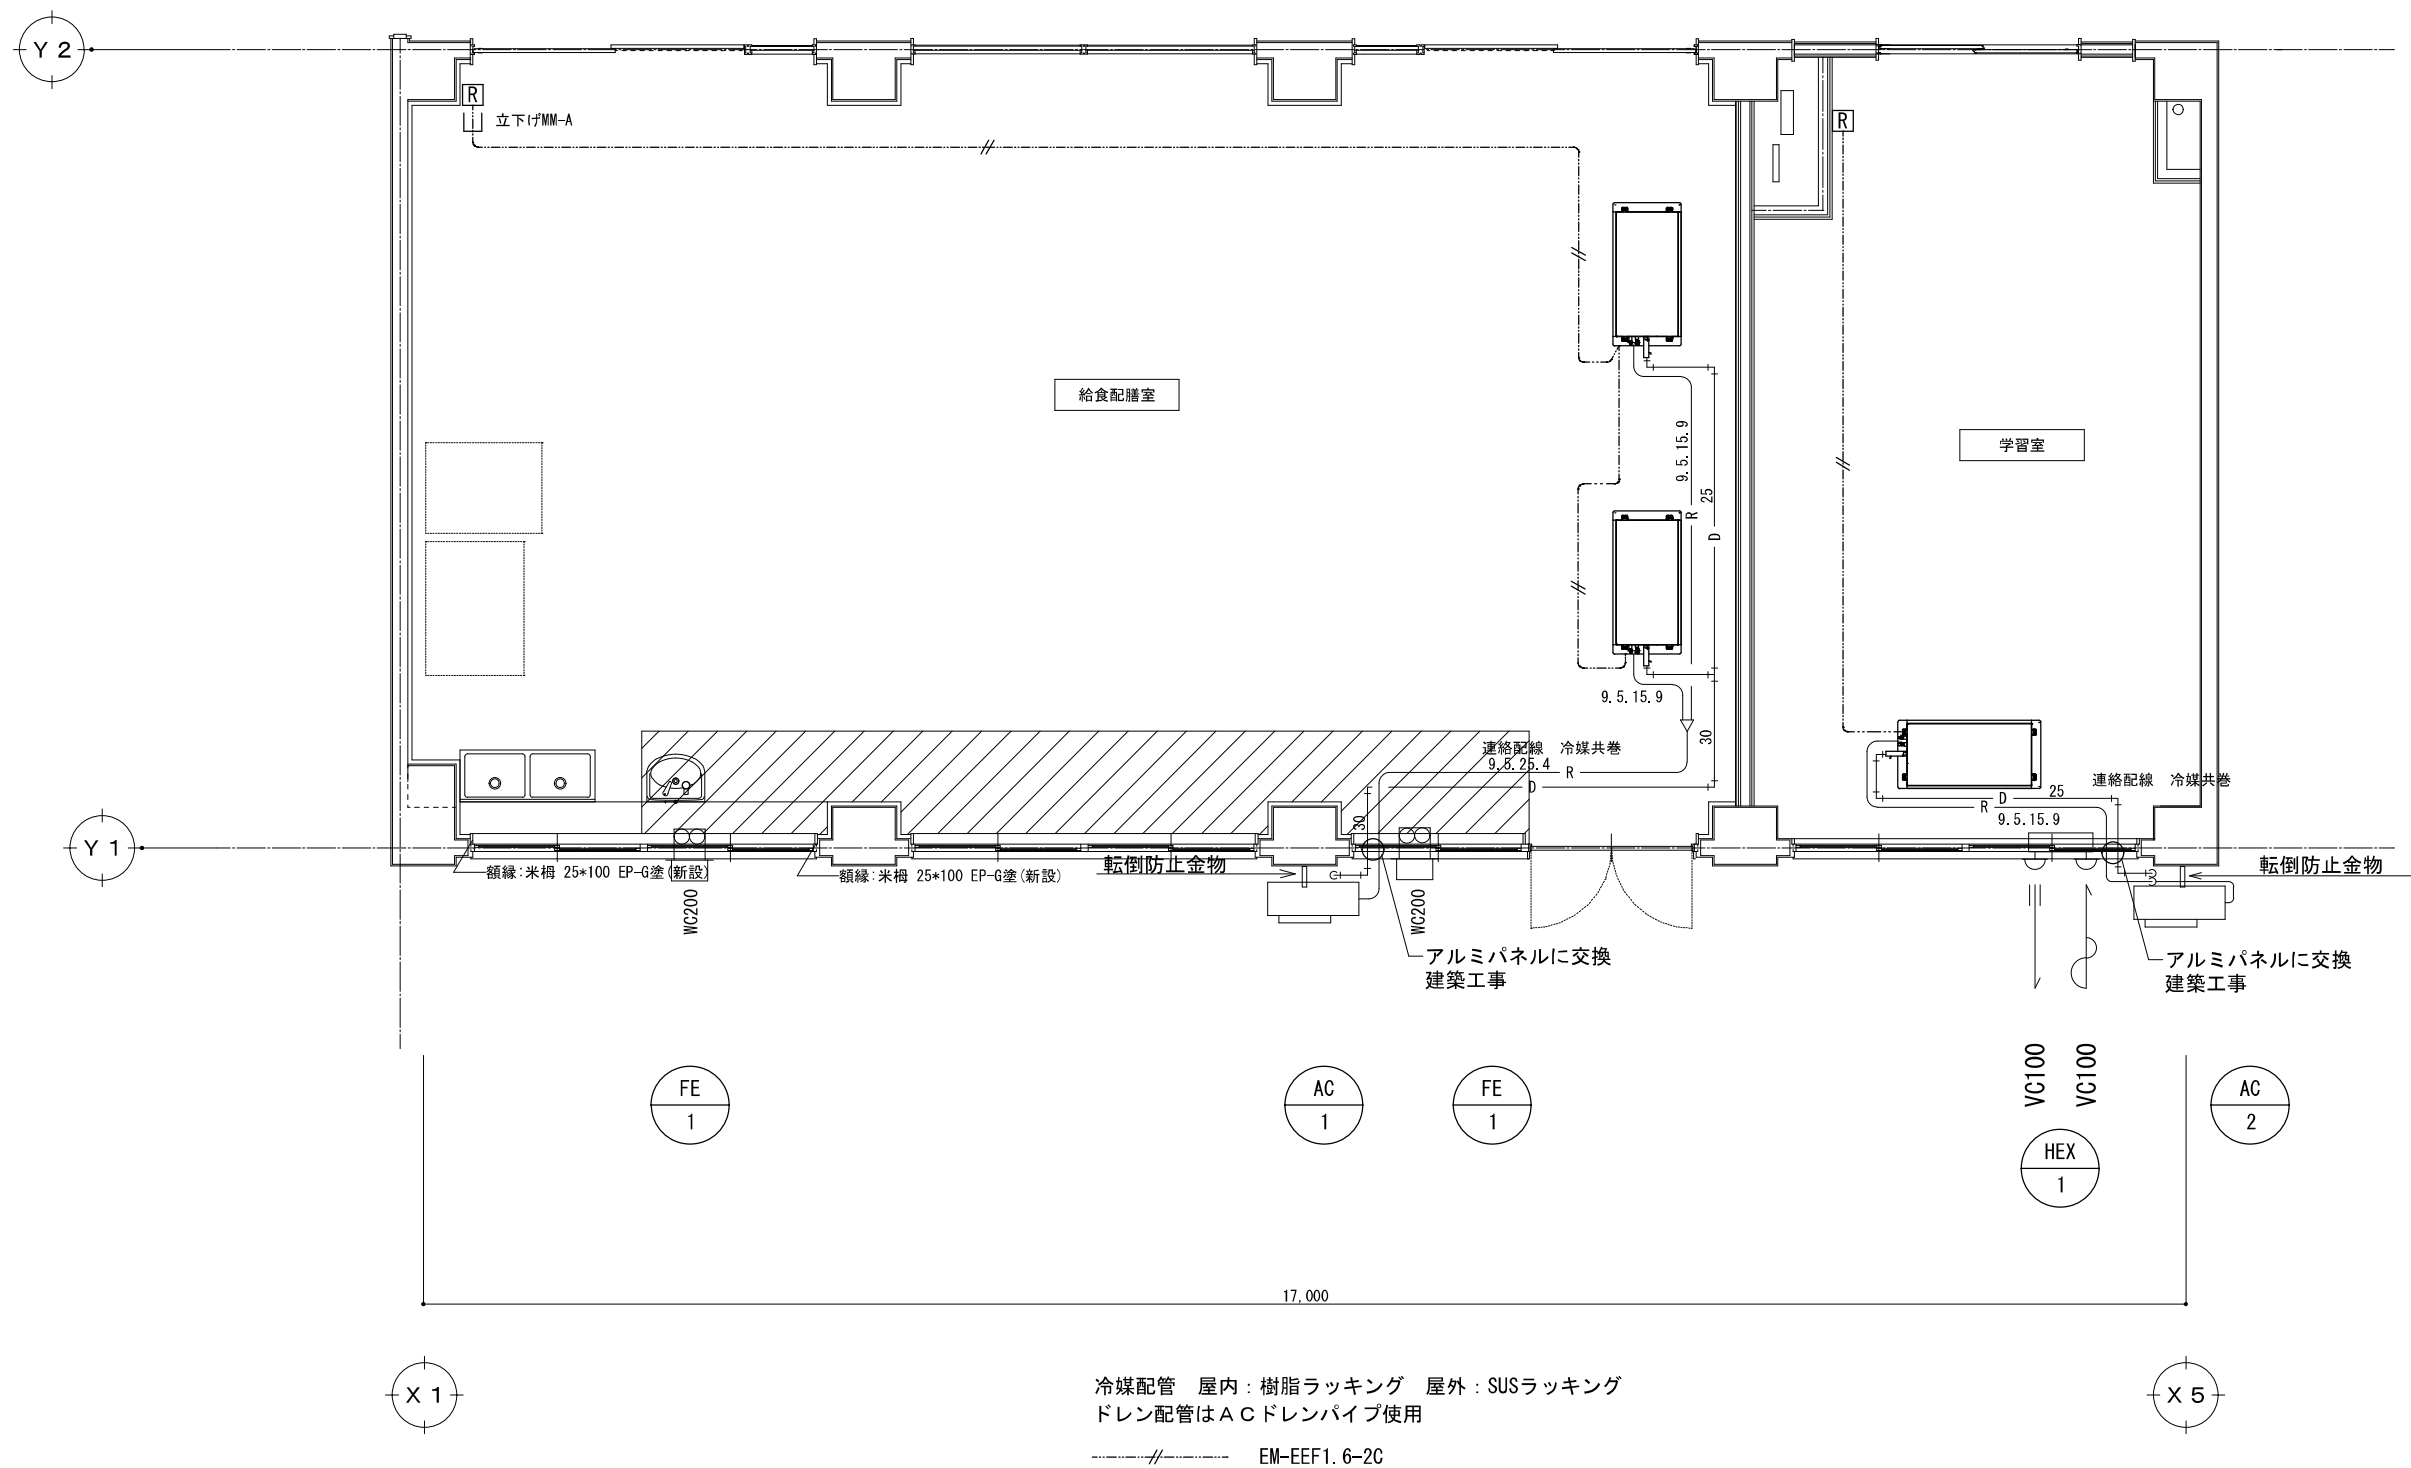 Y 2
R
立下げMM-A
R
給食配膳室
学習室
9.5.15.9
25
R
D
9.5.15.9
30
連絡配線　冷媒共巻
9.5.25.4
R
D
30
連絡配線　冷媒共巻
25
D
R
9.5.15.9
Y 1
額縁:米栂 25*100 EP-G塗(新設)
額縁:米栂 25*100 EP-G塗(新設)
転倒防止金物
転倒防止金物
WC200
WC200
アルミパネルに交換
建築工事
アルミパネルに交換
建築工事
VC100
VC100
FE
1
AC
1
FE
1
AC
2
HEX
1
17,000
X 1
X 5
冷媒配管　屋内：樹脂ラッキング　屋外：SUSラッキング
ドレン配管はＡＣドレンパイプ使用
EM-EEF1.6-2C